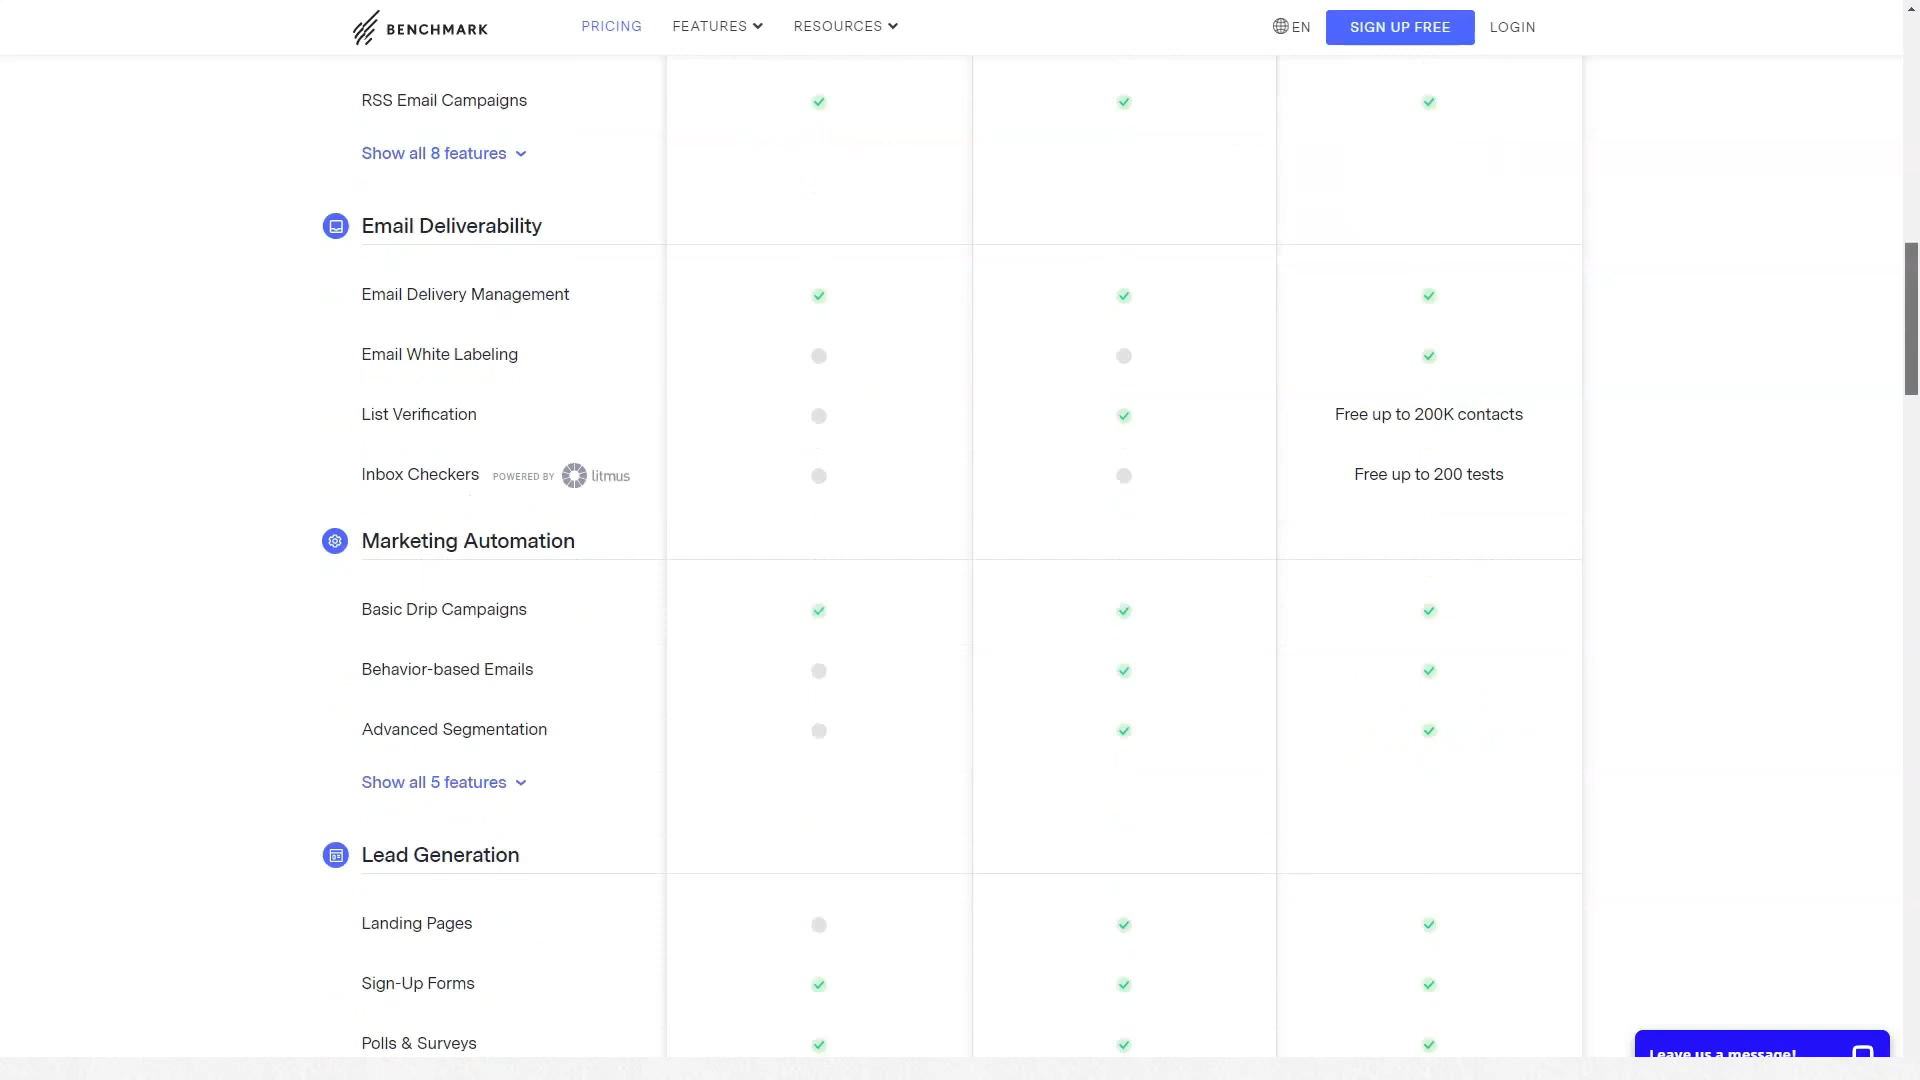 BENCHMARK
PRICING
FEATURES
RESOURCES
EN
SIGN UP FREE
LOGIN
RSS Email Campaigns
Show all 8 features
Email Deliverability
Email Delivery Management
Email White Labeling
List Verification
Free up to 200K contacts
Inbox Checkers POWERED BY litmus
Free up to 200 tests
Marketing Automation
Basic Drip Campaigns
Behavior-based Emails
Advanced Segmentation
Show all 5 features
Lead Generation
Landing Pages
Sign-Up Forms
Polls & Surveys
Leave us a message!